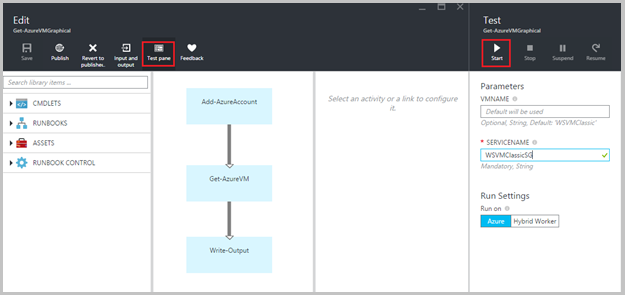 Edit
Get-AzureVMGraphical
Save
Publish
Revert to
publishe..
Input and
output
Test pane
Feedback
Search library items ...
CMDLETS
RUNBOOKS
ASSETS
RUNBOOK CONTROL
Add-AzureAccount
Get-AzureVM
Write-Output
Select an activity or a link to configure
it.
Test
Get-AzureVMGraphical
Start
Stop
Suspend
Resume
Parameters
VMNAME
Default will be used
Optional, String, Default: 'WSVMClassic'
* SERVICENAME
WSVMClassicSG
Mandatory, String
Run Settings
Run on
Azure
Hybrid Worker